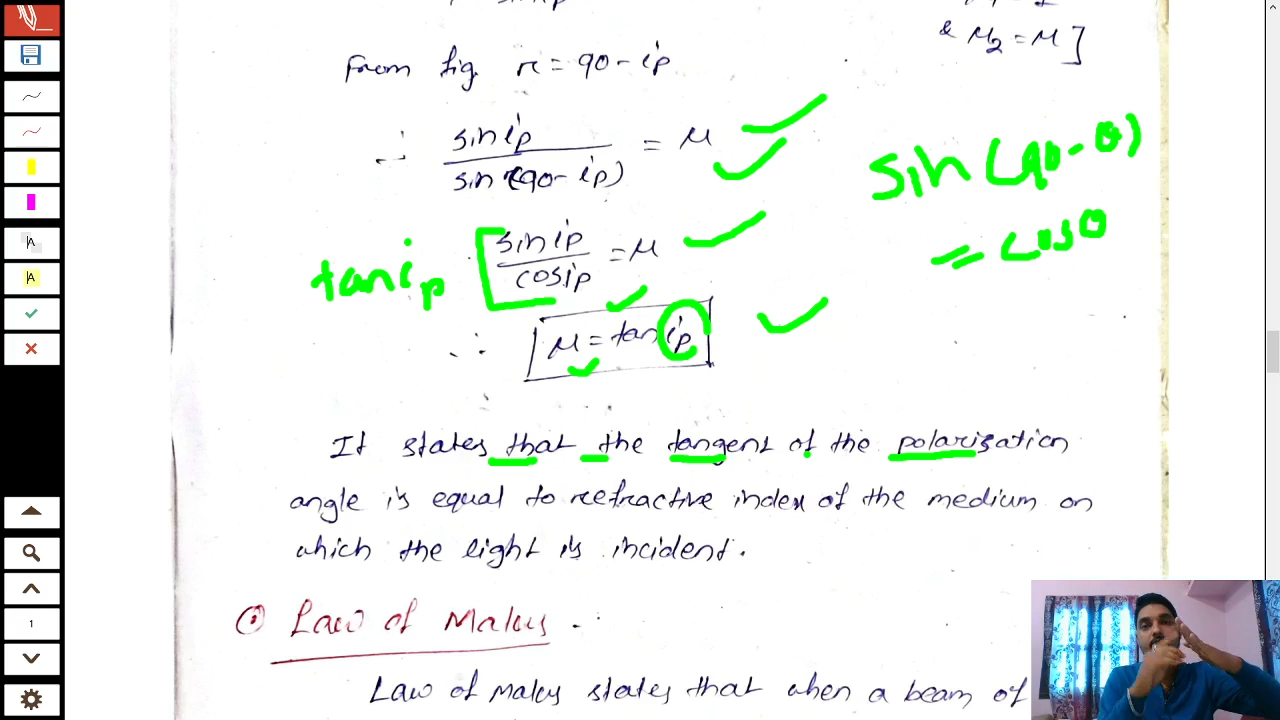 & μ₂ = μ ]
From fig. r = 90 - ip
∴ sin ip / sin (90 - ip) = μ
sin (90 - θ)
= cos θ
tan ip [ sin ip / cos ip = μ
∴ μ = tan ip
It states that the tangent of the polarisation
angle is equal to refractive index of the medium on
which the light is incident.
Law of Malus
Law of Malus states that when a beam of
1